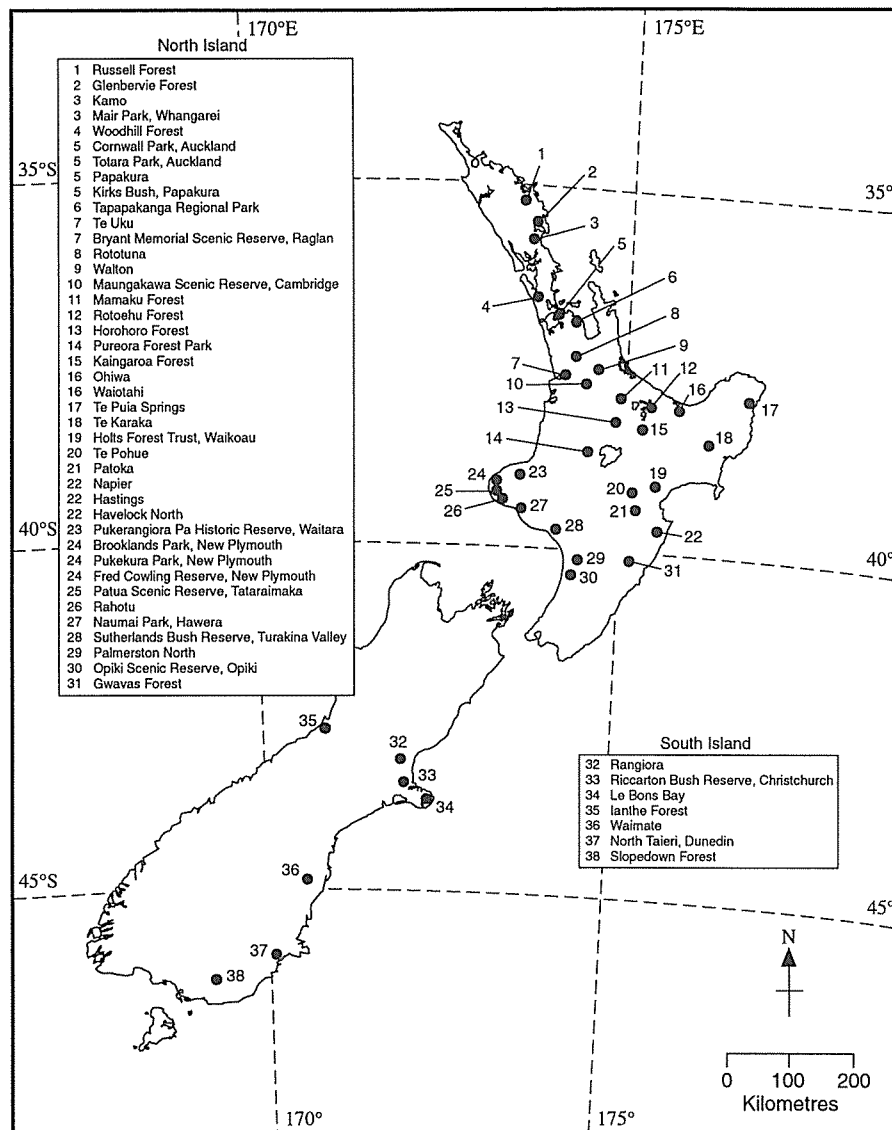 170°E
175°E
North Island
1 Russell Forest
2 Glenbervie Forest
3 Kamo
3 Mair Park, Whangarei
4 Woodhill Forest
5 Cornwall Park, Auckland
5 Totara Park, Auckland
5 Papakura
5 Kirks Bush, Papakura
6 Tapapakanga Regional Park
7 Te Uku
7 Bryant Memorial Scenic Reserve, Raglan
8 Rototuna
9 Walton
10 Maungakawa Scenic Reserve, Cambridge
11 Mamaku Forest
12 Rotoehu Forest
13 Horohoro Forest
14 Pureora Forest Park
15 Kaingaroa Forest
16 Ohiwa
16 Waiotahi
17 Te Puia Springs
18 Te Karaka
19 Holts Forest Trust, Waikoau
20 Te Pohue
21 Patoka
22 Napier
22 Hastings
22 Havelock North
23 Pukerangiora Pa Historic Reserve, Waitara
24 Brooklands Park, New Plymouth
24 Pukekura Park, New Plymouth
24 Fred Cowling Reserve, New Plymouth
25 Patua Scenic Reserve, Tataraimaka
26 Rahotu
27 Naumai Park, Hawera
28 Sutherlands Bush Reserve, Turakina Valley
29 Palmerston North
30 Opiki Scenic Reserve, Opiki
31 Gwavas Forest
35°S
35°
1
2
3
4
5
6
8
7
9
10
11
12
16
17
13
15
18
14
24
23
25
26
27
20
19
21
28
22
29
30
31
40°S
40°
35
32
33
34
South Island
32 Rangiora
33 Riccarton Bush Reserve, Christchurch
34 Le Bons Bay
35 Ianthe Forest
36 Waimate
37 North Taieri, Dunedin
38 Slopedown Forest
36
45°S
45°
37
38
N
0 100 200
Kilometres
170°
175°